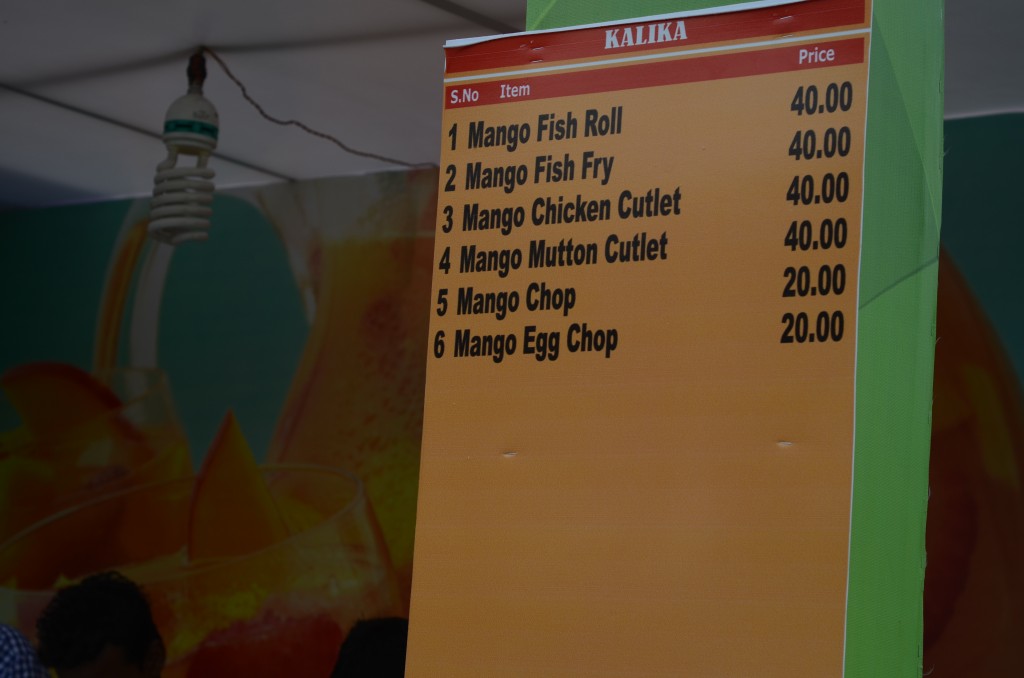 KALIKA
S.No Item Price
1 Mango Fish Roll 40.00
2 Mango Fish Fry 40.00
3 Mango Chicken Cutlet 40.00
4 Mango Mutton Cutlet 40.00
5 Mango Chop 20.00
6 Mango Egg Chop 20.00